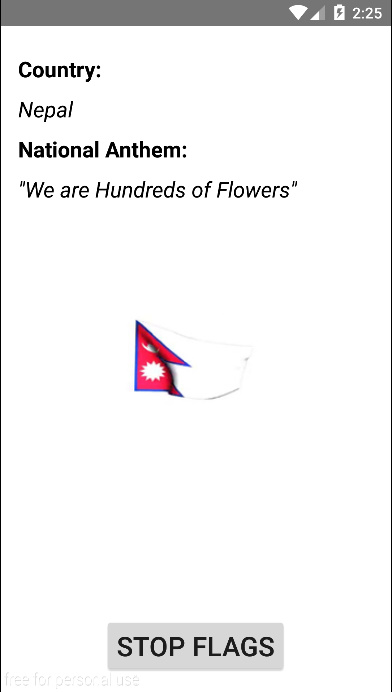 2:25
Country:
Nepal
National Anthem:
"We are Hundreds of Flowers"
STOP FLAGS
free for personal use